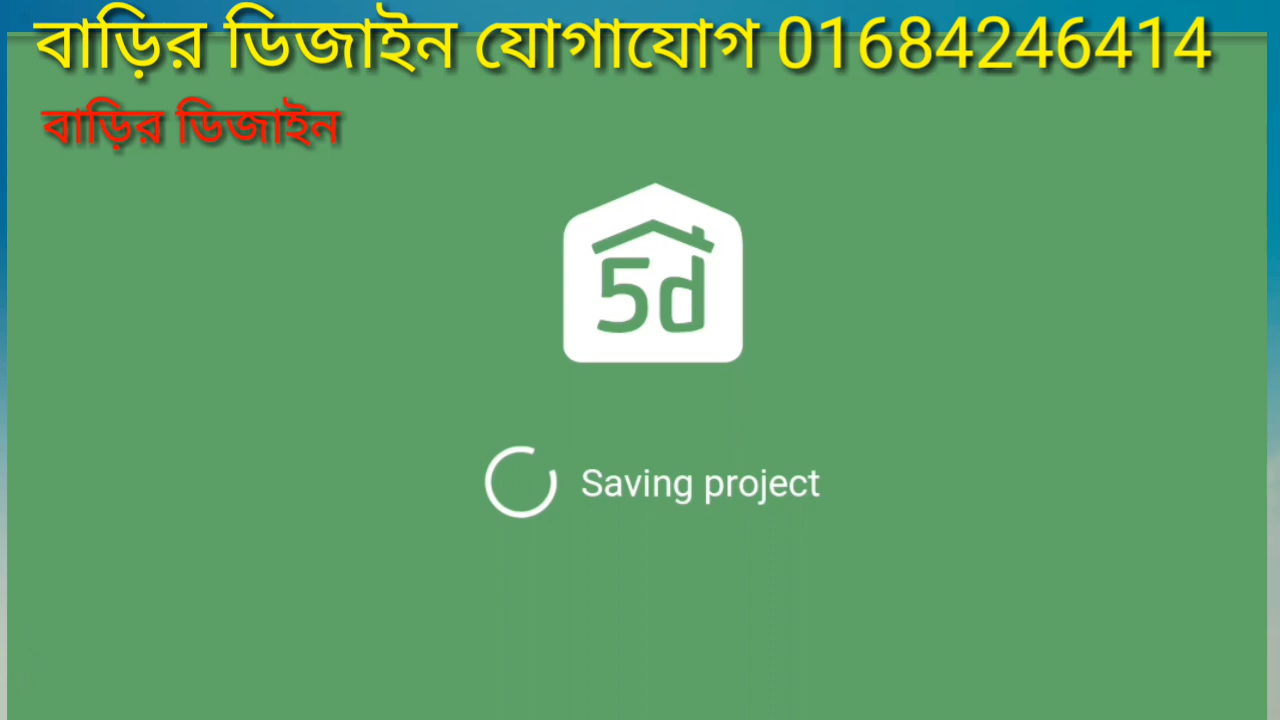 বাড়ির ডিজাইন যোগাযোগ 01684246414
বাড়ির ডিজাইন
5d
Saving project